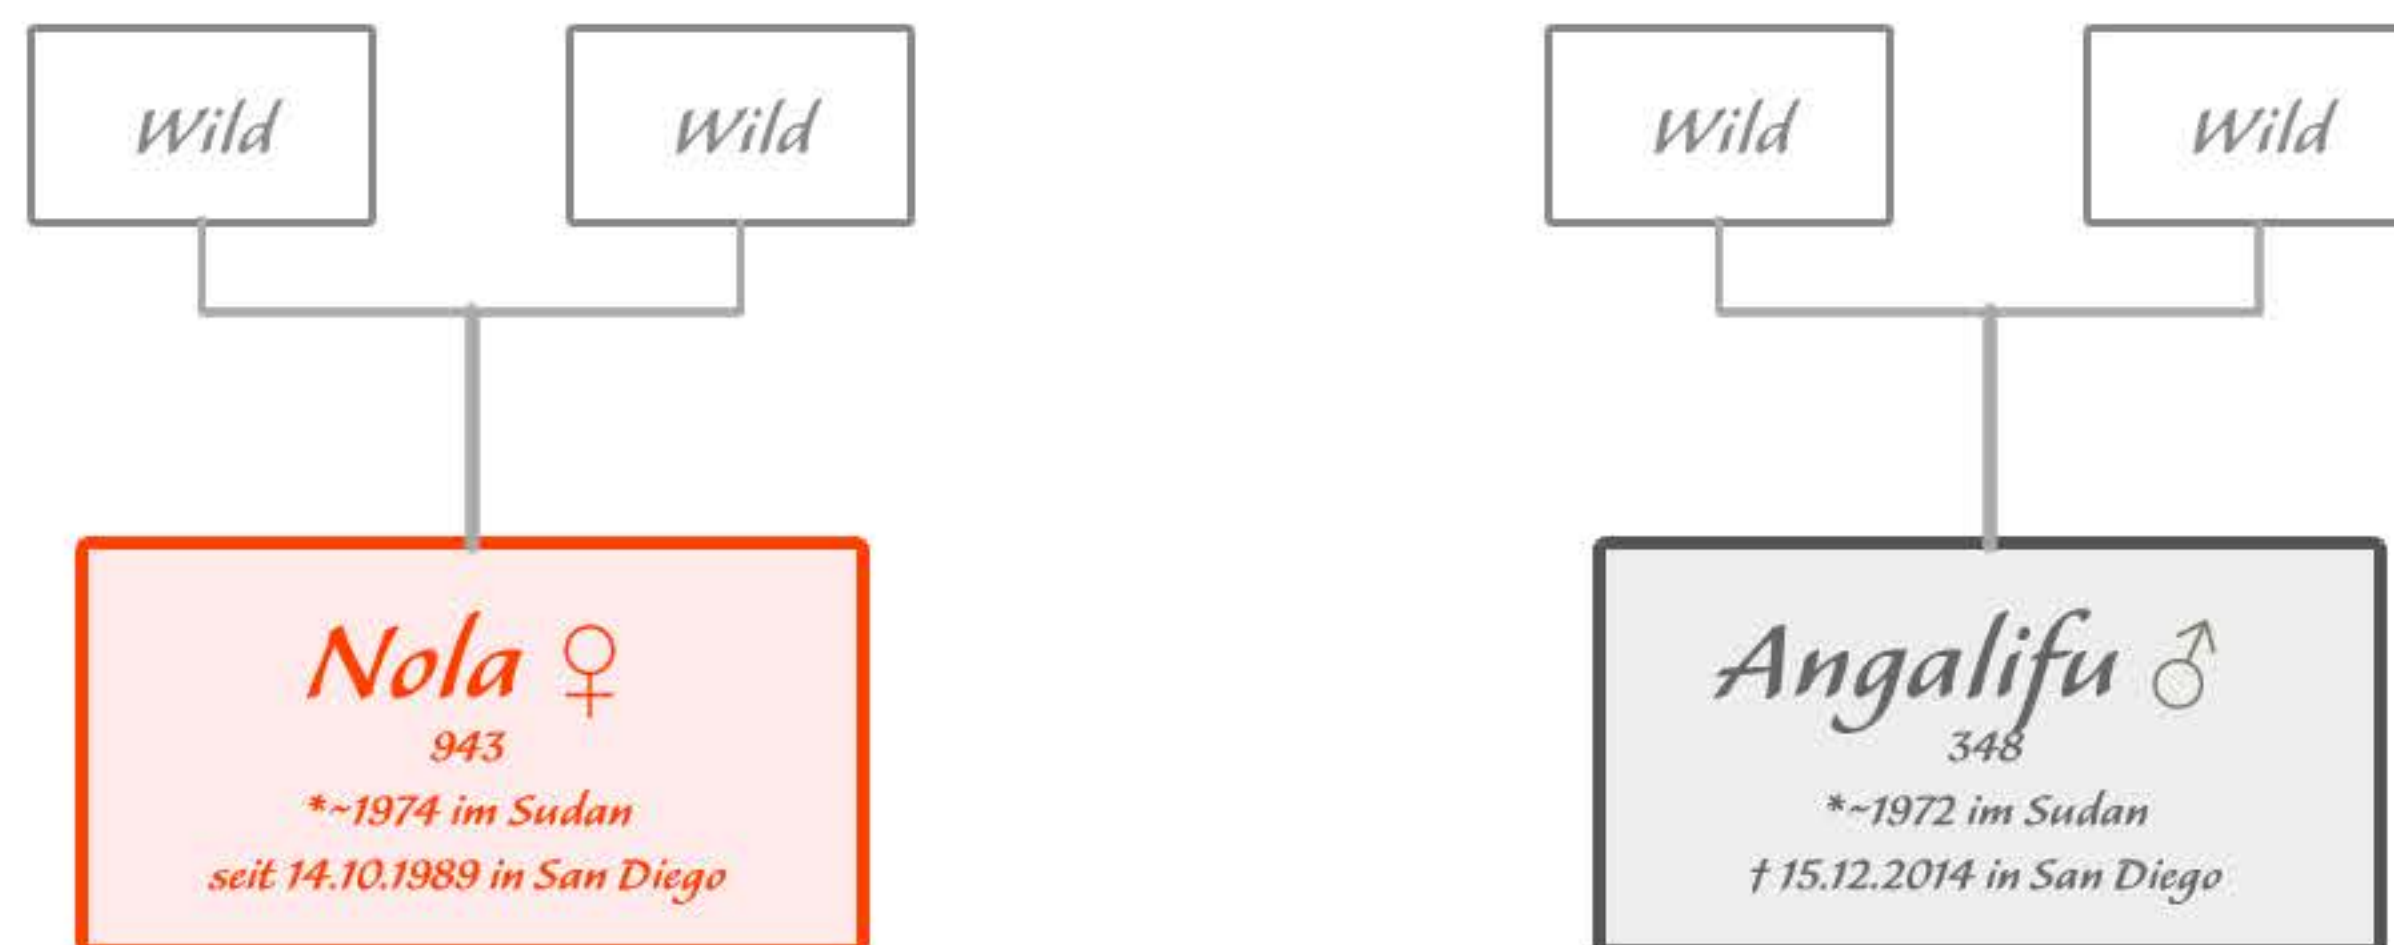 Wild
Wild
Wild
Wild
Nola ♀
943
*~1974 im Sudan
seit 14.10.1989 in San Diego
Angalifu ♂
348
*~1972 im Sudan
† 15.12.2014 in San Diego